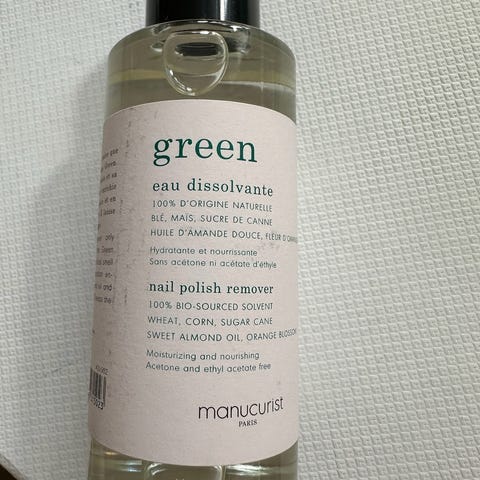 green
eau dissolvante
100% D'ORIGINE NATURELLE
BLÉ, MAÏS, SUCRE DE CANNE
HUILE D'AMANDE DOUCE, FLEUR
Hydratante et nourrissante
Sans acétone ni acétate d'éthyle
nail polish remover
100% BIO-SOURCED SOLVENT
WHEAT, CORN, SUGAR CANE
SWEET ALMOND OIL, ORANGE BLOSSOM
Moisturizing and nourishing
Acetone and ethyl acetate free
manucurist
PARIS